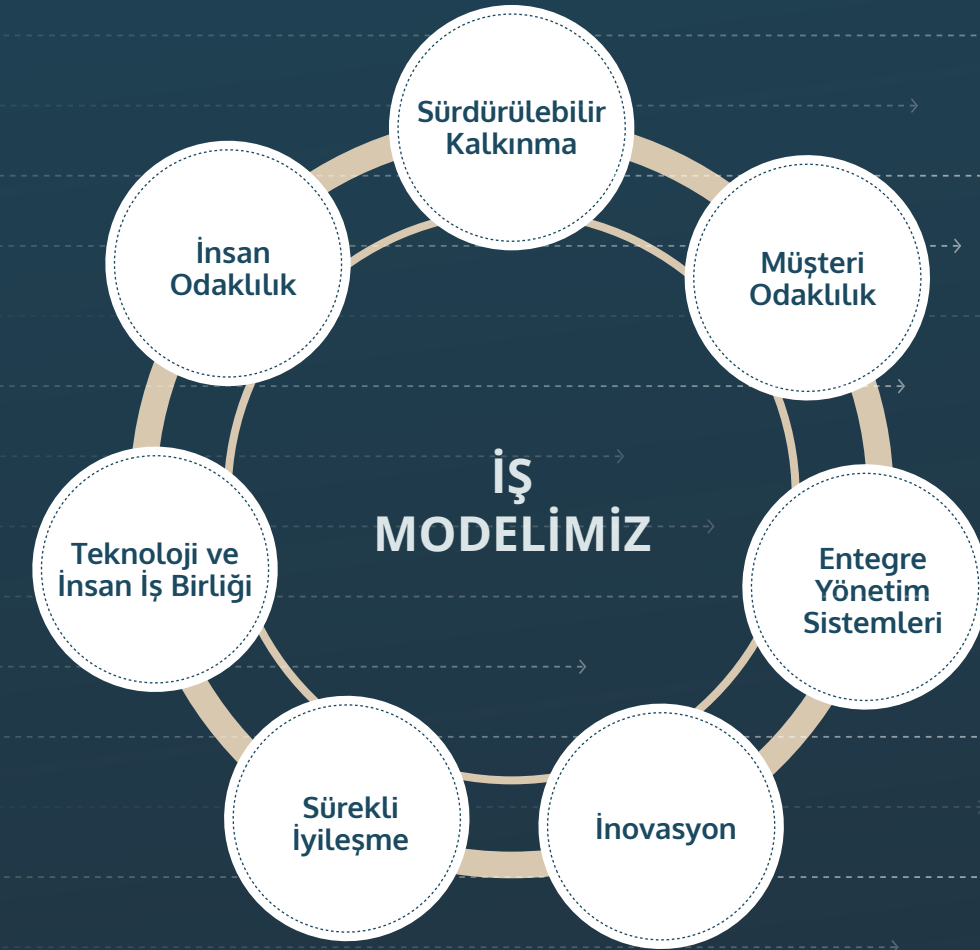 Sürdürülebilir
Kalkınma
İnsan
Odaklılık
Müşteri
Odaklılık
İŞ
MODELİMİZ
Teknoloji ve
İnsan İş Birliği
Entegre
Yönetim
Sistemleri
Sürekli
İyileşme
İnovasyon